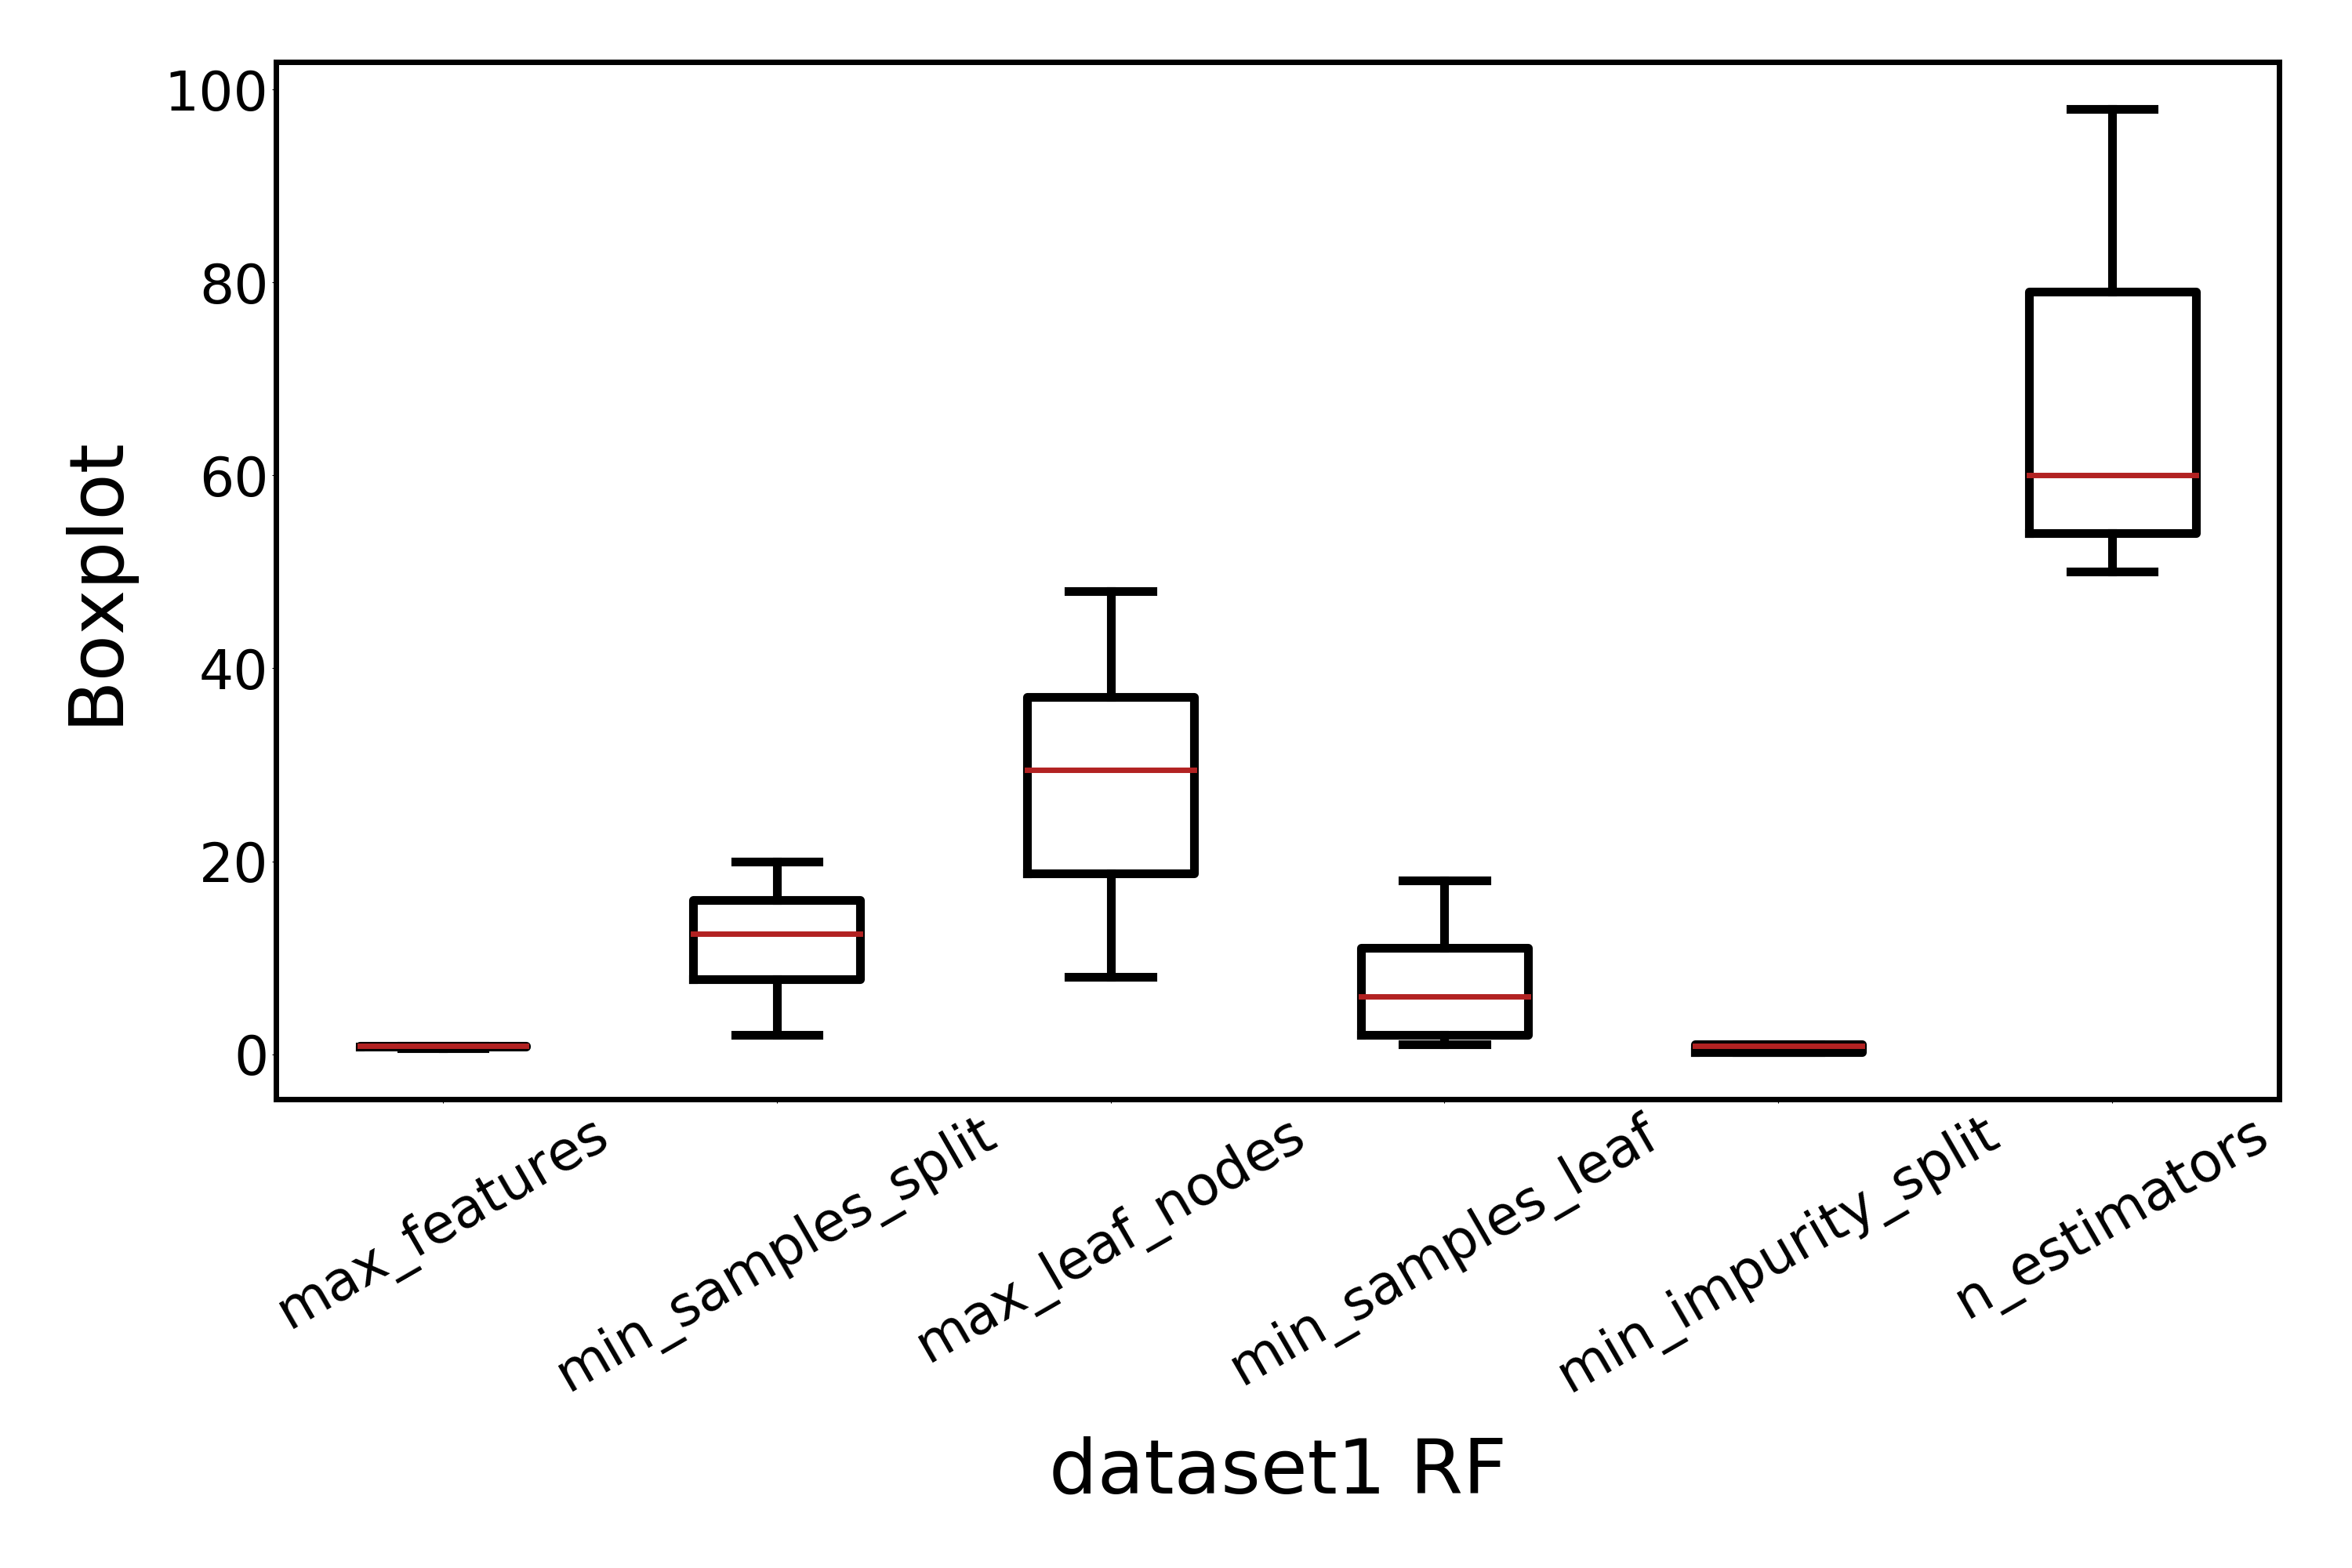 100
80
60
40
20
0
Boxplot
max_features
min_samples_split
max_leaf_nodes
min_samples_leaf
min_impurity_split
n_estimators
dataset1 RF